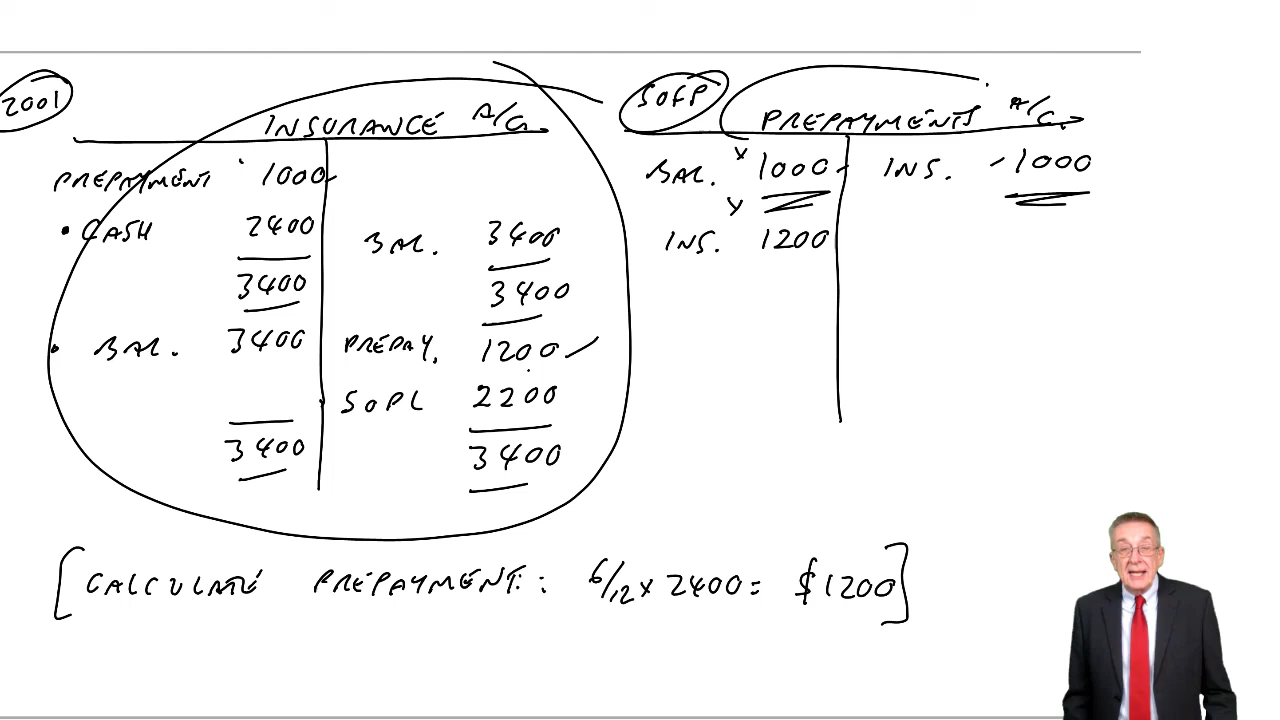 2001
INSURANCE A/C.
PREPAYMENT 1000
CASH 2400
BAL. 3400
3400
3400
BAL. 3400
PREPAY. 1200
SOPL 2200
3400
3400
SOFP
PREPAYMENTS A/C.
BAL. 1000
INS. 1000
INS. 1200
[CALCULATE PREPAYMENT: 6/12 x 2400 = $1200]